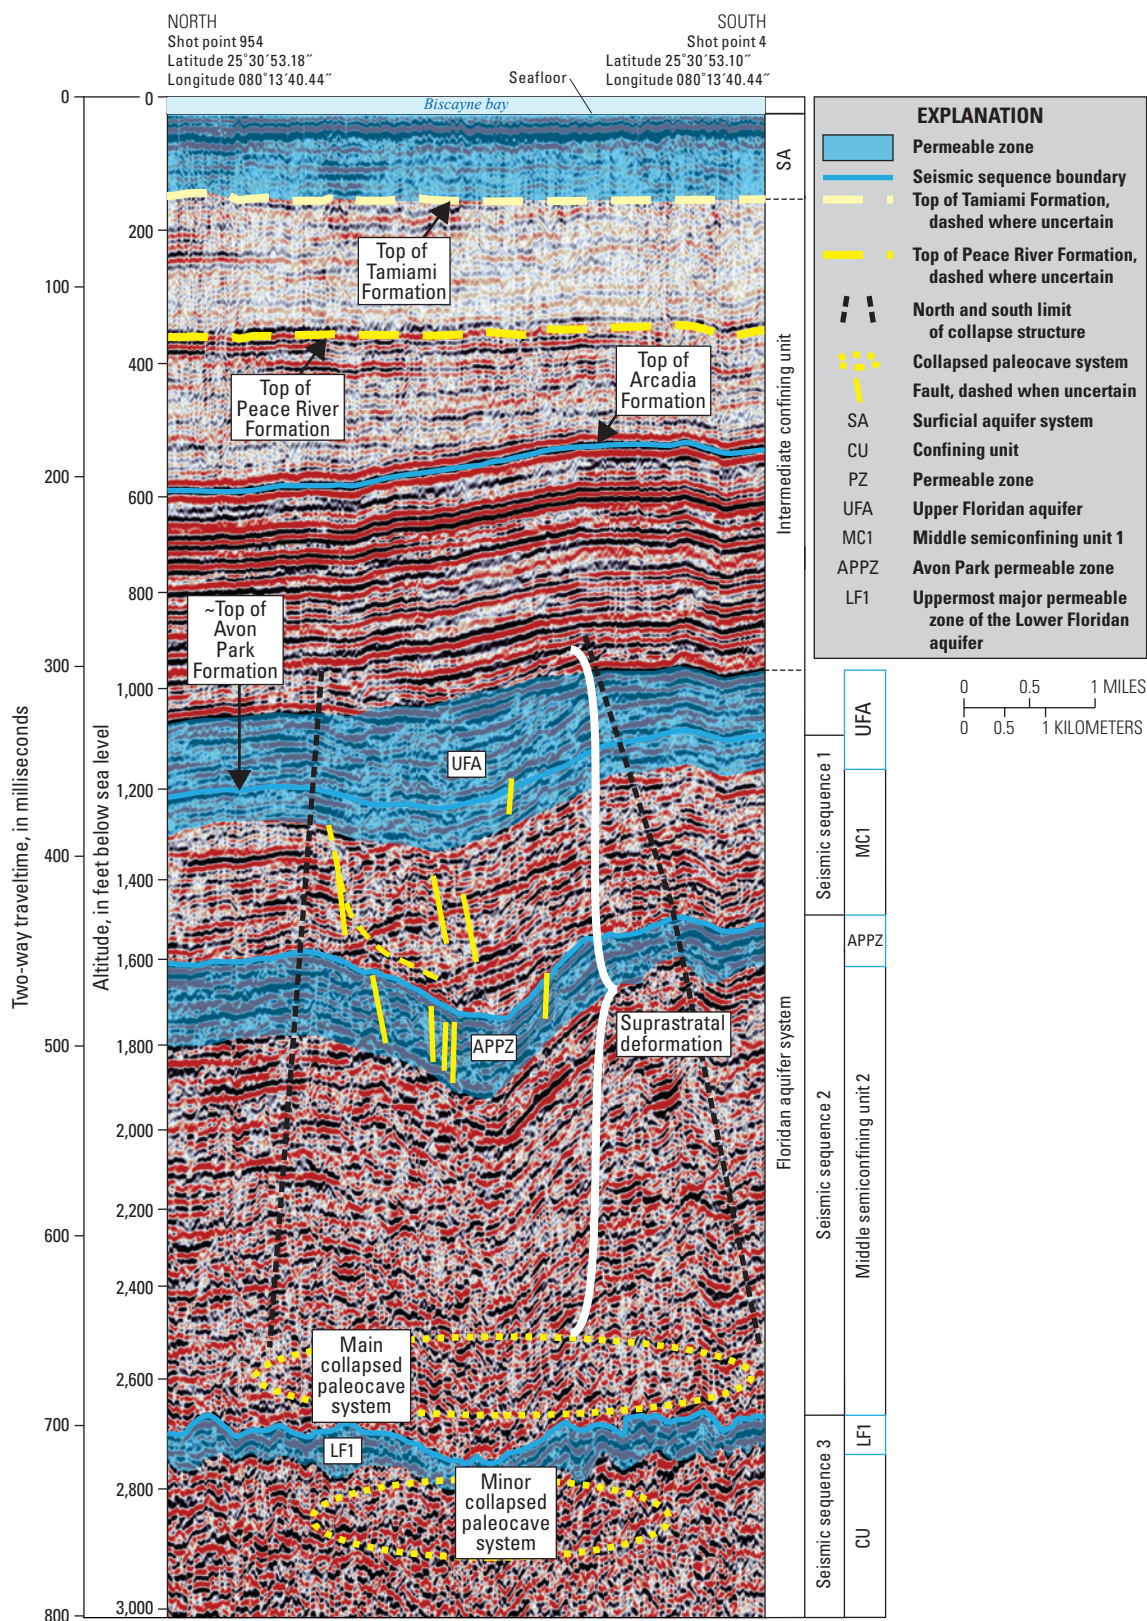 NORTH
Shot point 954
Latitude 25°30´53.18˝
Longitude 080°13´40.44˝
SOUTH
Shot point 4
Latitude 25°30´53.10˝
Longitude 080°13´40.44˝
Seafloor
Biscayne bay
Two-way traveltime, in milliseconds
0
100
200
300
400
500
600
700
800
Altitude, in feet below sea level
0
200
400
600
800
1,000
1,200
1,400
1,600
1,800
2,000
2,200
2,400
2,600
2,800
3,000
Top of
Tamiami
Formation
Top of
Peace River
Formation
Top of
Arcadia
Formation
~Top of
Avon
Park
Formation
UFA
APPZ
Suprastratal
deformation
Main
collapsed
paleocave
system
LF1
Minor
collapsed
paleocave
system
SA
Intermediate confining unit
Floridan aquifer system
Seismic sequence 1
Seismic sequence 2
Seismic sequence 3
UFA
MC1
APPZ
Middle semiconfining unit 2
LF1
CU
EXPLANATION
Permeable zone
Seismic sequence boundary
Top of Tamiami Formation,
dashed where uncertain
Top of Peace River Formation,
dashed where uncertain
North and south limit
of collapse structure
Collapsed paleocave system
Fault, dashed when uncertain
SA Surficial aquifer system
CU Confining unit
PZ Permeable zone
UFA Upper Floridan aquifer
MC1 Middle semiconfining unit 1
APPZ Avon Park permeable zone
LF1 Uppermost major permeable
zone of the Lower Floridan
aquifer
0 0.5 1 MILES
0 0.5 1 KILOMETERS